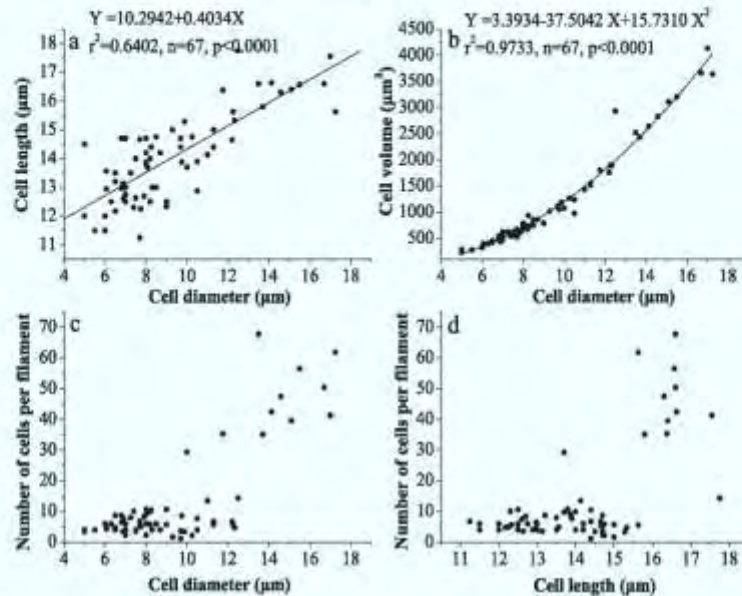 Y =10.2942+0.4034X
a r²=0.6402, n=67, p<0.0001
18
17
16
15
14
13
12
11
4 6 8 10 12 14 16 18
Cell length (µm)
Cell diameter (µm)
Y =3.3934-37.5042 X+15.7310 X²
b r²=0.9733, n=67, p<0.0001
4500
4000
3500
3000
2500
2000
1500
1000
500
4 6 8 10 12 14 16 18
Cell volume (µm³)
Cell diameter (µm)
c
70
60
50
40
30
20
10
0
4 6 8 10 12 14 16 18
Number of cells per filament
Cell diameter (µm)
d
70
60
50
40
30
20
10
0
11 12 13 14 15 16 17 18
Number of cells per filament
Cell length (µm)